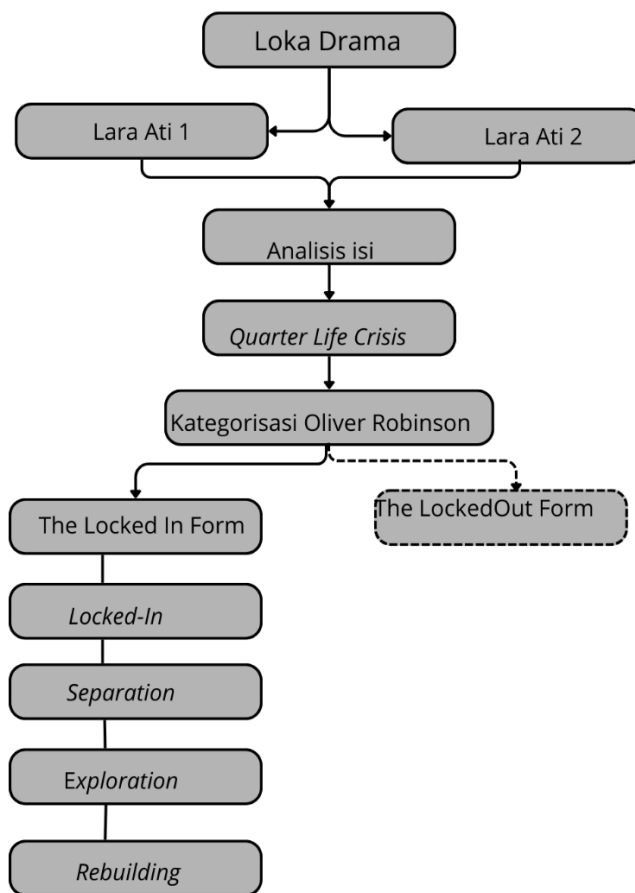 Loka Drama
Lara Ati 1
Lara Ati 2
Analisis isi
Quarter Life Crisis
Kategorisasi Oliver Robinson
The Locked In Form
The LockedOut Form
Locked-In
Separation
Exploration
Rebuilding